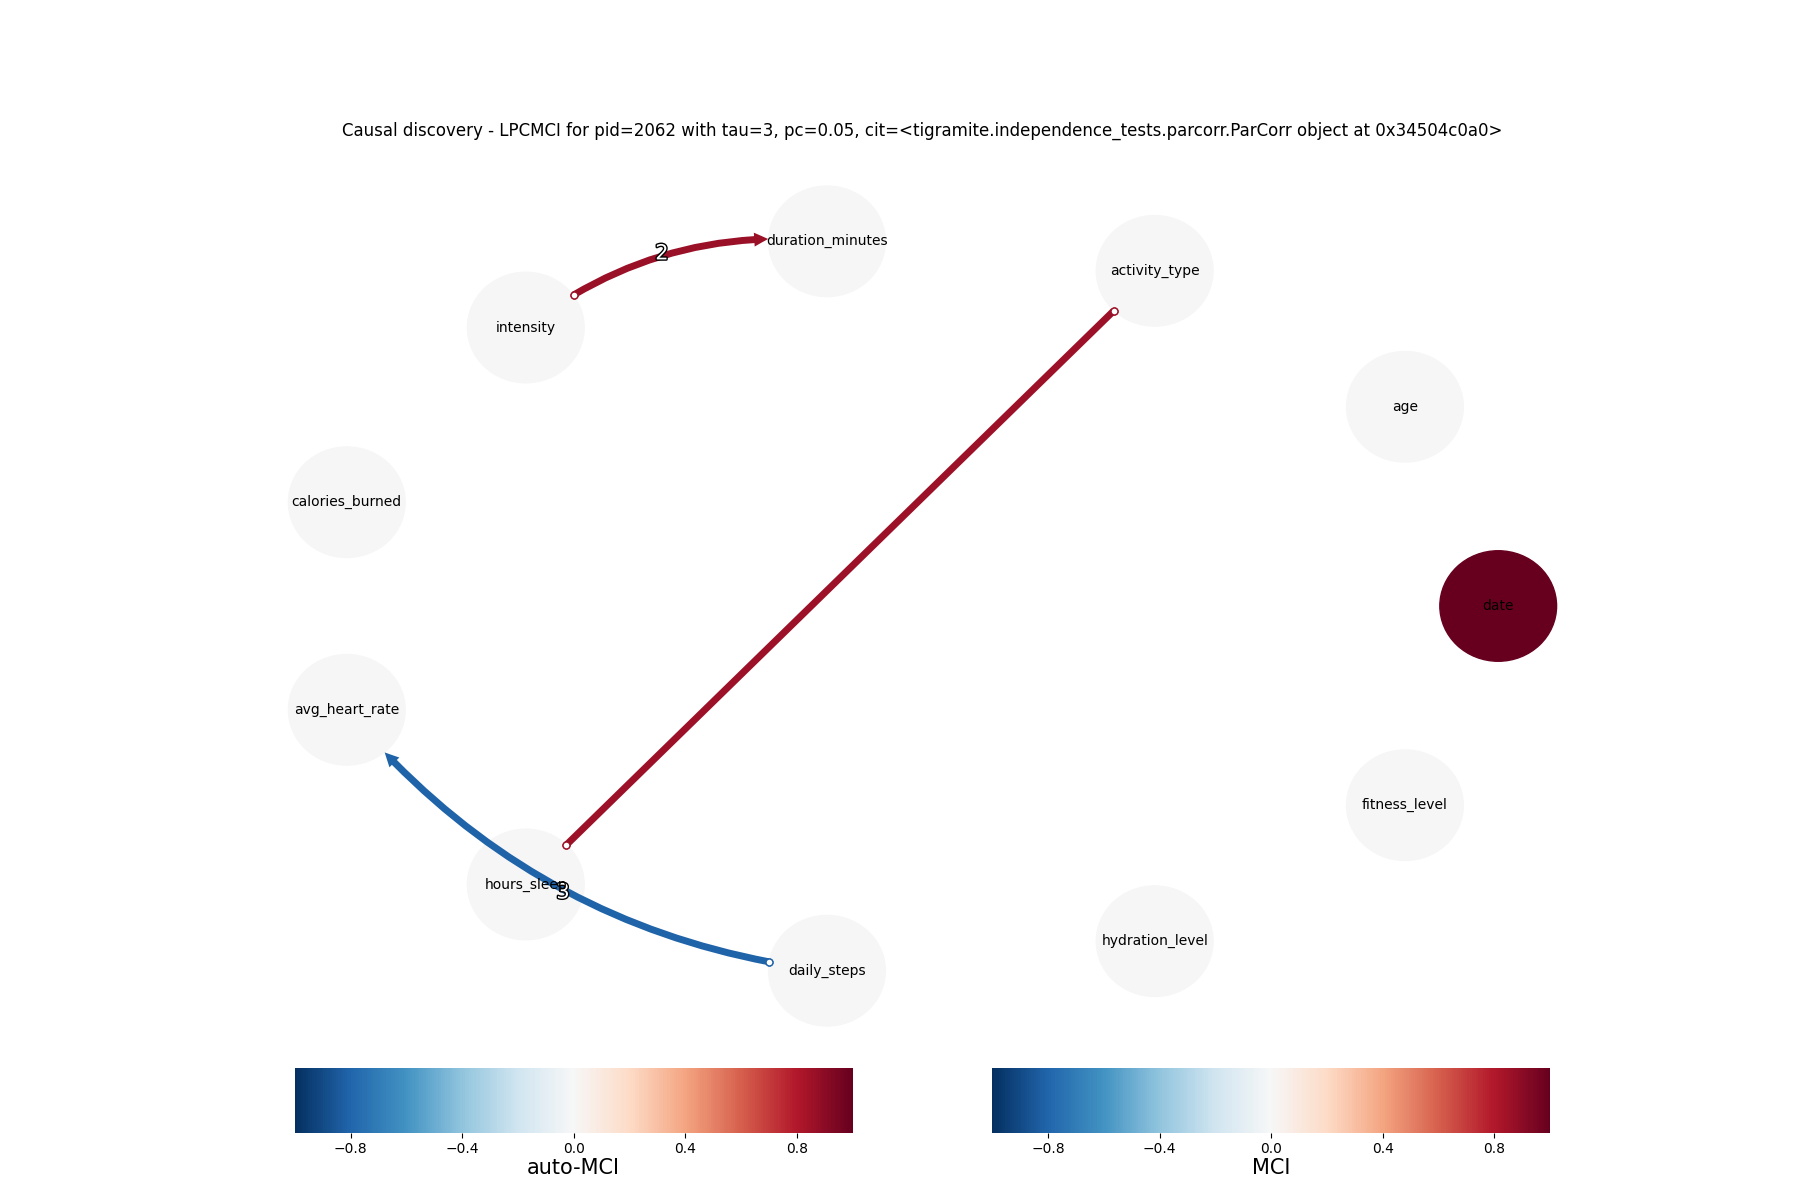 Causal discovery - LPCMCI for pid=2062 with tau=3, pc=0.05, cit=<tigramite.independence_tests.parcorr.ParCorr object at 0x34504c0a0>
duration_minutes
2
activity_type
intensity
age
calories_burned
date
avg_heart_rate
fitness_level
hours_sleep
3
hydration_level
daily_steps
−0.8 −0.4 0.0 0.4 0.8
auto-MCI
−0.8 −0.4 0.0 0.4 0.8
MCI